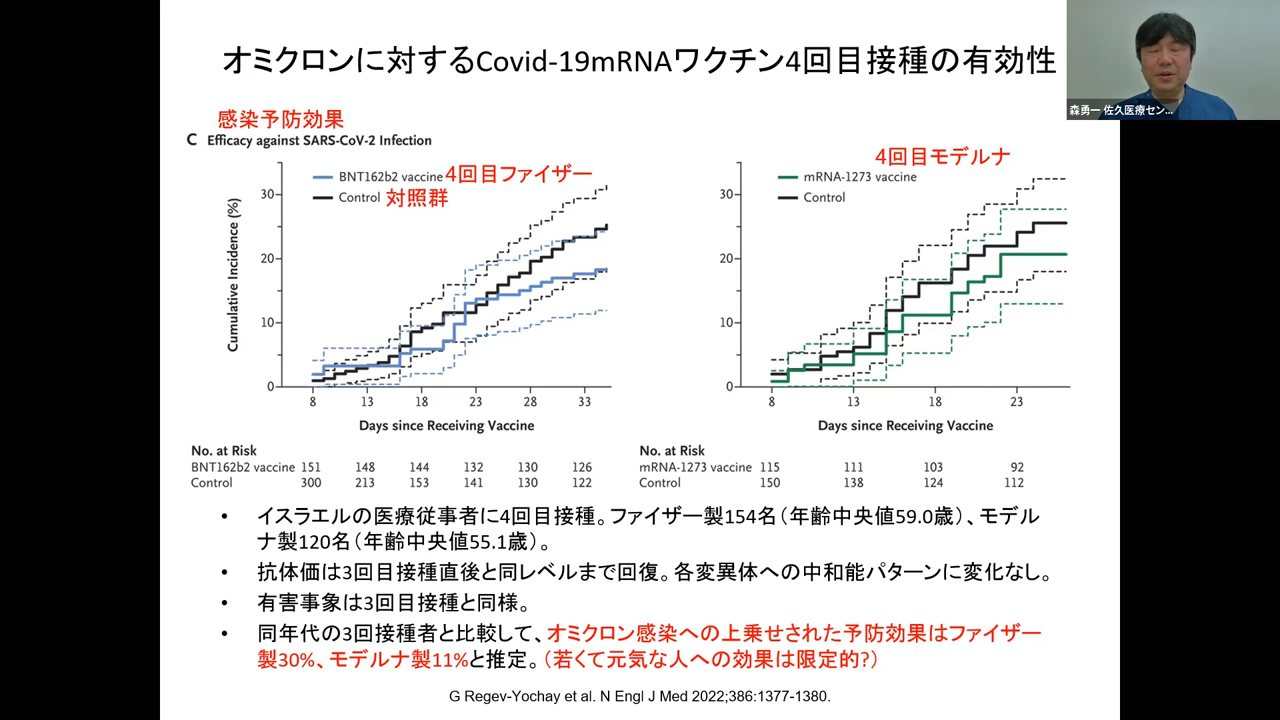 オミクロンに対するCovid-19mRNAワクチン4回目接種の有効性
森勇一 佐久医療セン...
感染予防効果
C Efficacy against SARS-CoV-2 Infection
BNT162b2 vaccine 4回目ファイザー
Control 対照群
Cumulative Incidence (%)
30
20
10
0
8 13 18 23 28 33
Days since Receiving Vaccine
No. at Risk
BNT162b2 vaccine 151 148 144 132 130 126
Control 300 213 153 141 130 122
4回目モデルナ
mRNA-1273 vaccine
Control
30
20
10
0
8 13 18 23
Days since Receiving Vaccine
No. at Risk
mRNA-1273 vaccine 115 111 103 92
Control 150 138 124 112
• イスラエルの医療従事者に4回目接種。ファイザー製154名（年齢中央値59.0歳）、モデル
ナ製120名（年齢中央値55.1歳）。
• 抗体価は3回目接種直後と同レベルまで回復。各変異体への中和能パターンに変化なし。
• 有害事象は3回目接種と同様。
• 同年代の3回接種者と比較して、オミクロン感染への上乗せされた予防効果はファイザー
製30%、モデルナ製11%と推定。（若くて元気な人への効果は限定的?）
G Regev-Yochay et al. N Engl J Med 2022;386:1377-1380.